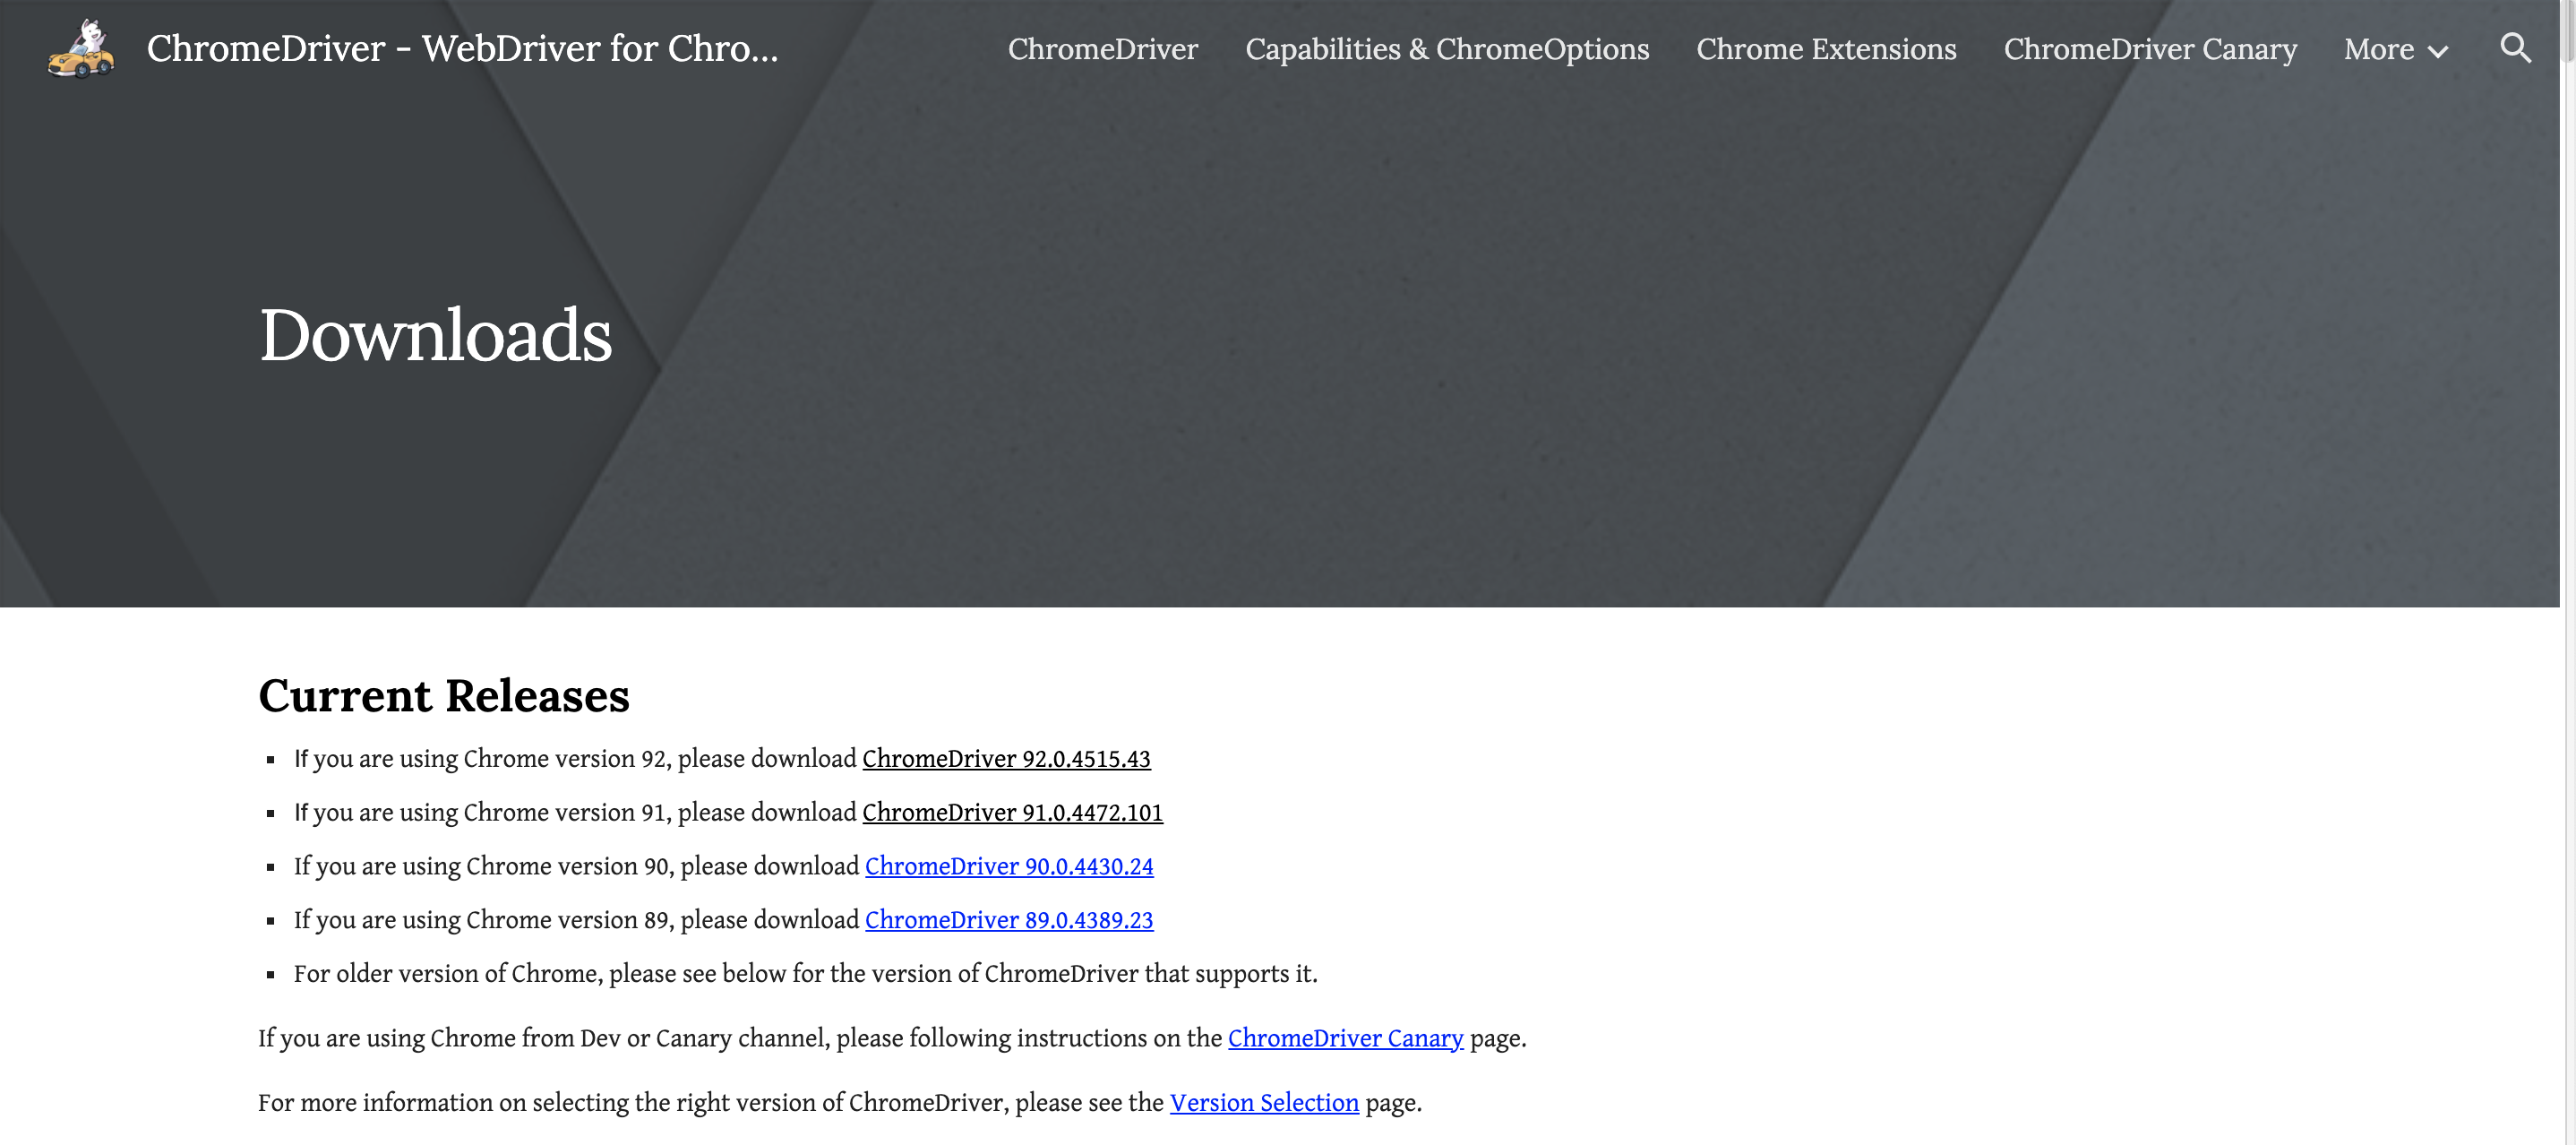 ChromeDriver - WebDriver for Chro...
ChromeDriver
Capabilities & ChromeOptions
Chrome Extensions
ChromeDriver Canary
More
Downloads
Current Releases
If you are using Chrome version 92, please download ChromeDriver 92.0.4515.43
If you are using Chrome version 91, please download ChromeDriver 91.0.4472.101
If you are using Chrome version 90, please download ChromeDriver 90.0.4430.24
If you are using Chrome version 89, please download ChromeDriver 89.0.4389.23
For older version of Chrome, please see below for the version of ChromeDriver that supports it.
If you are using Chrome from Dev or Canary channel, please following instructions on the ChromeDriver Canary page.
For more information on selecting the right version of ChromeDriver, please see the Version Selection page.